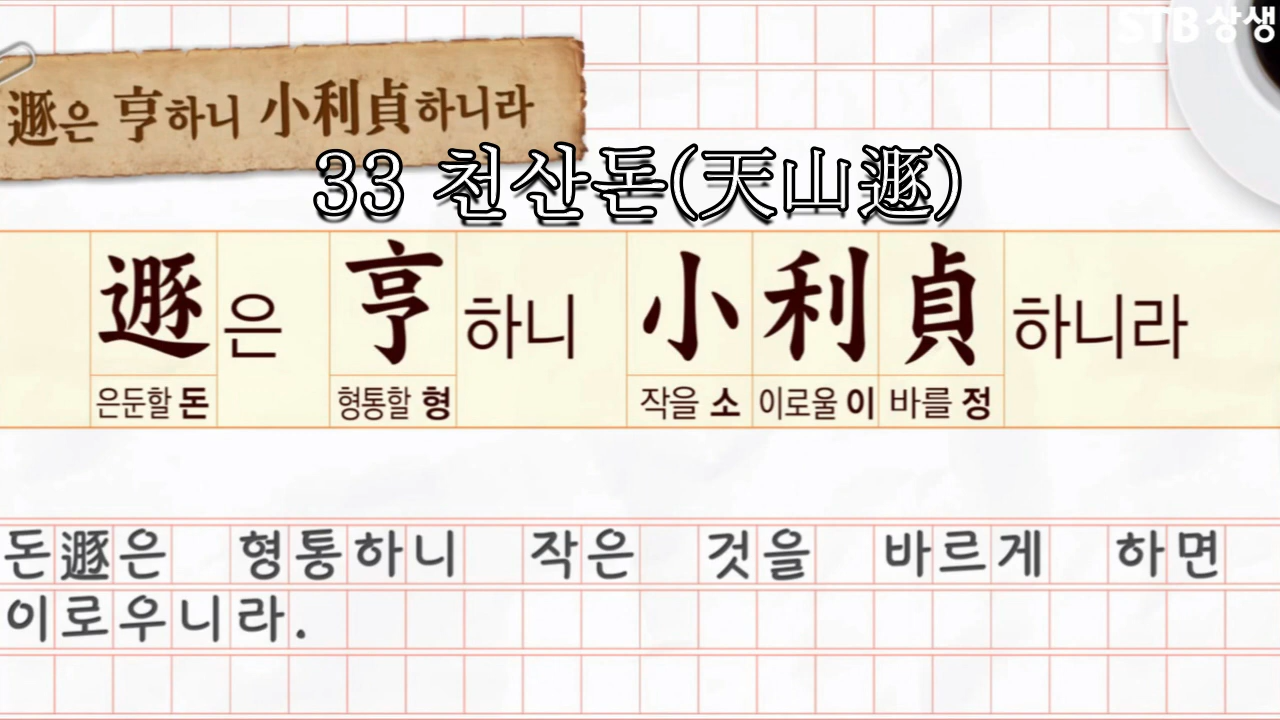 STB 상생
遯은 亨하니 小利貞하니라
33 천산돈(天山遯)
遯은 亨하니 小利貞하니라
은둔할 돈 형통할 형 작을 소 이로울 이 바를 정
돈遯은 형통하니 작은 것을 바르게 하면
이로우니라.